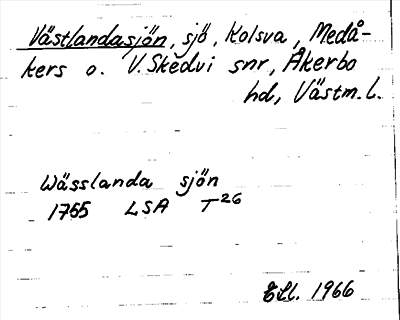 Västlandasjön, sjö, Kolsva, Medå-
kers o. V. Skedvi snr, Åkerbo
hd, Västm. l.
Wässlanda sjön
1765 LSA T26
Ell. 1966